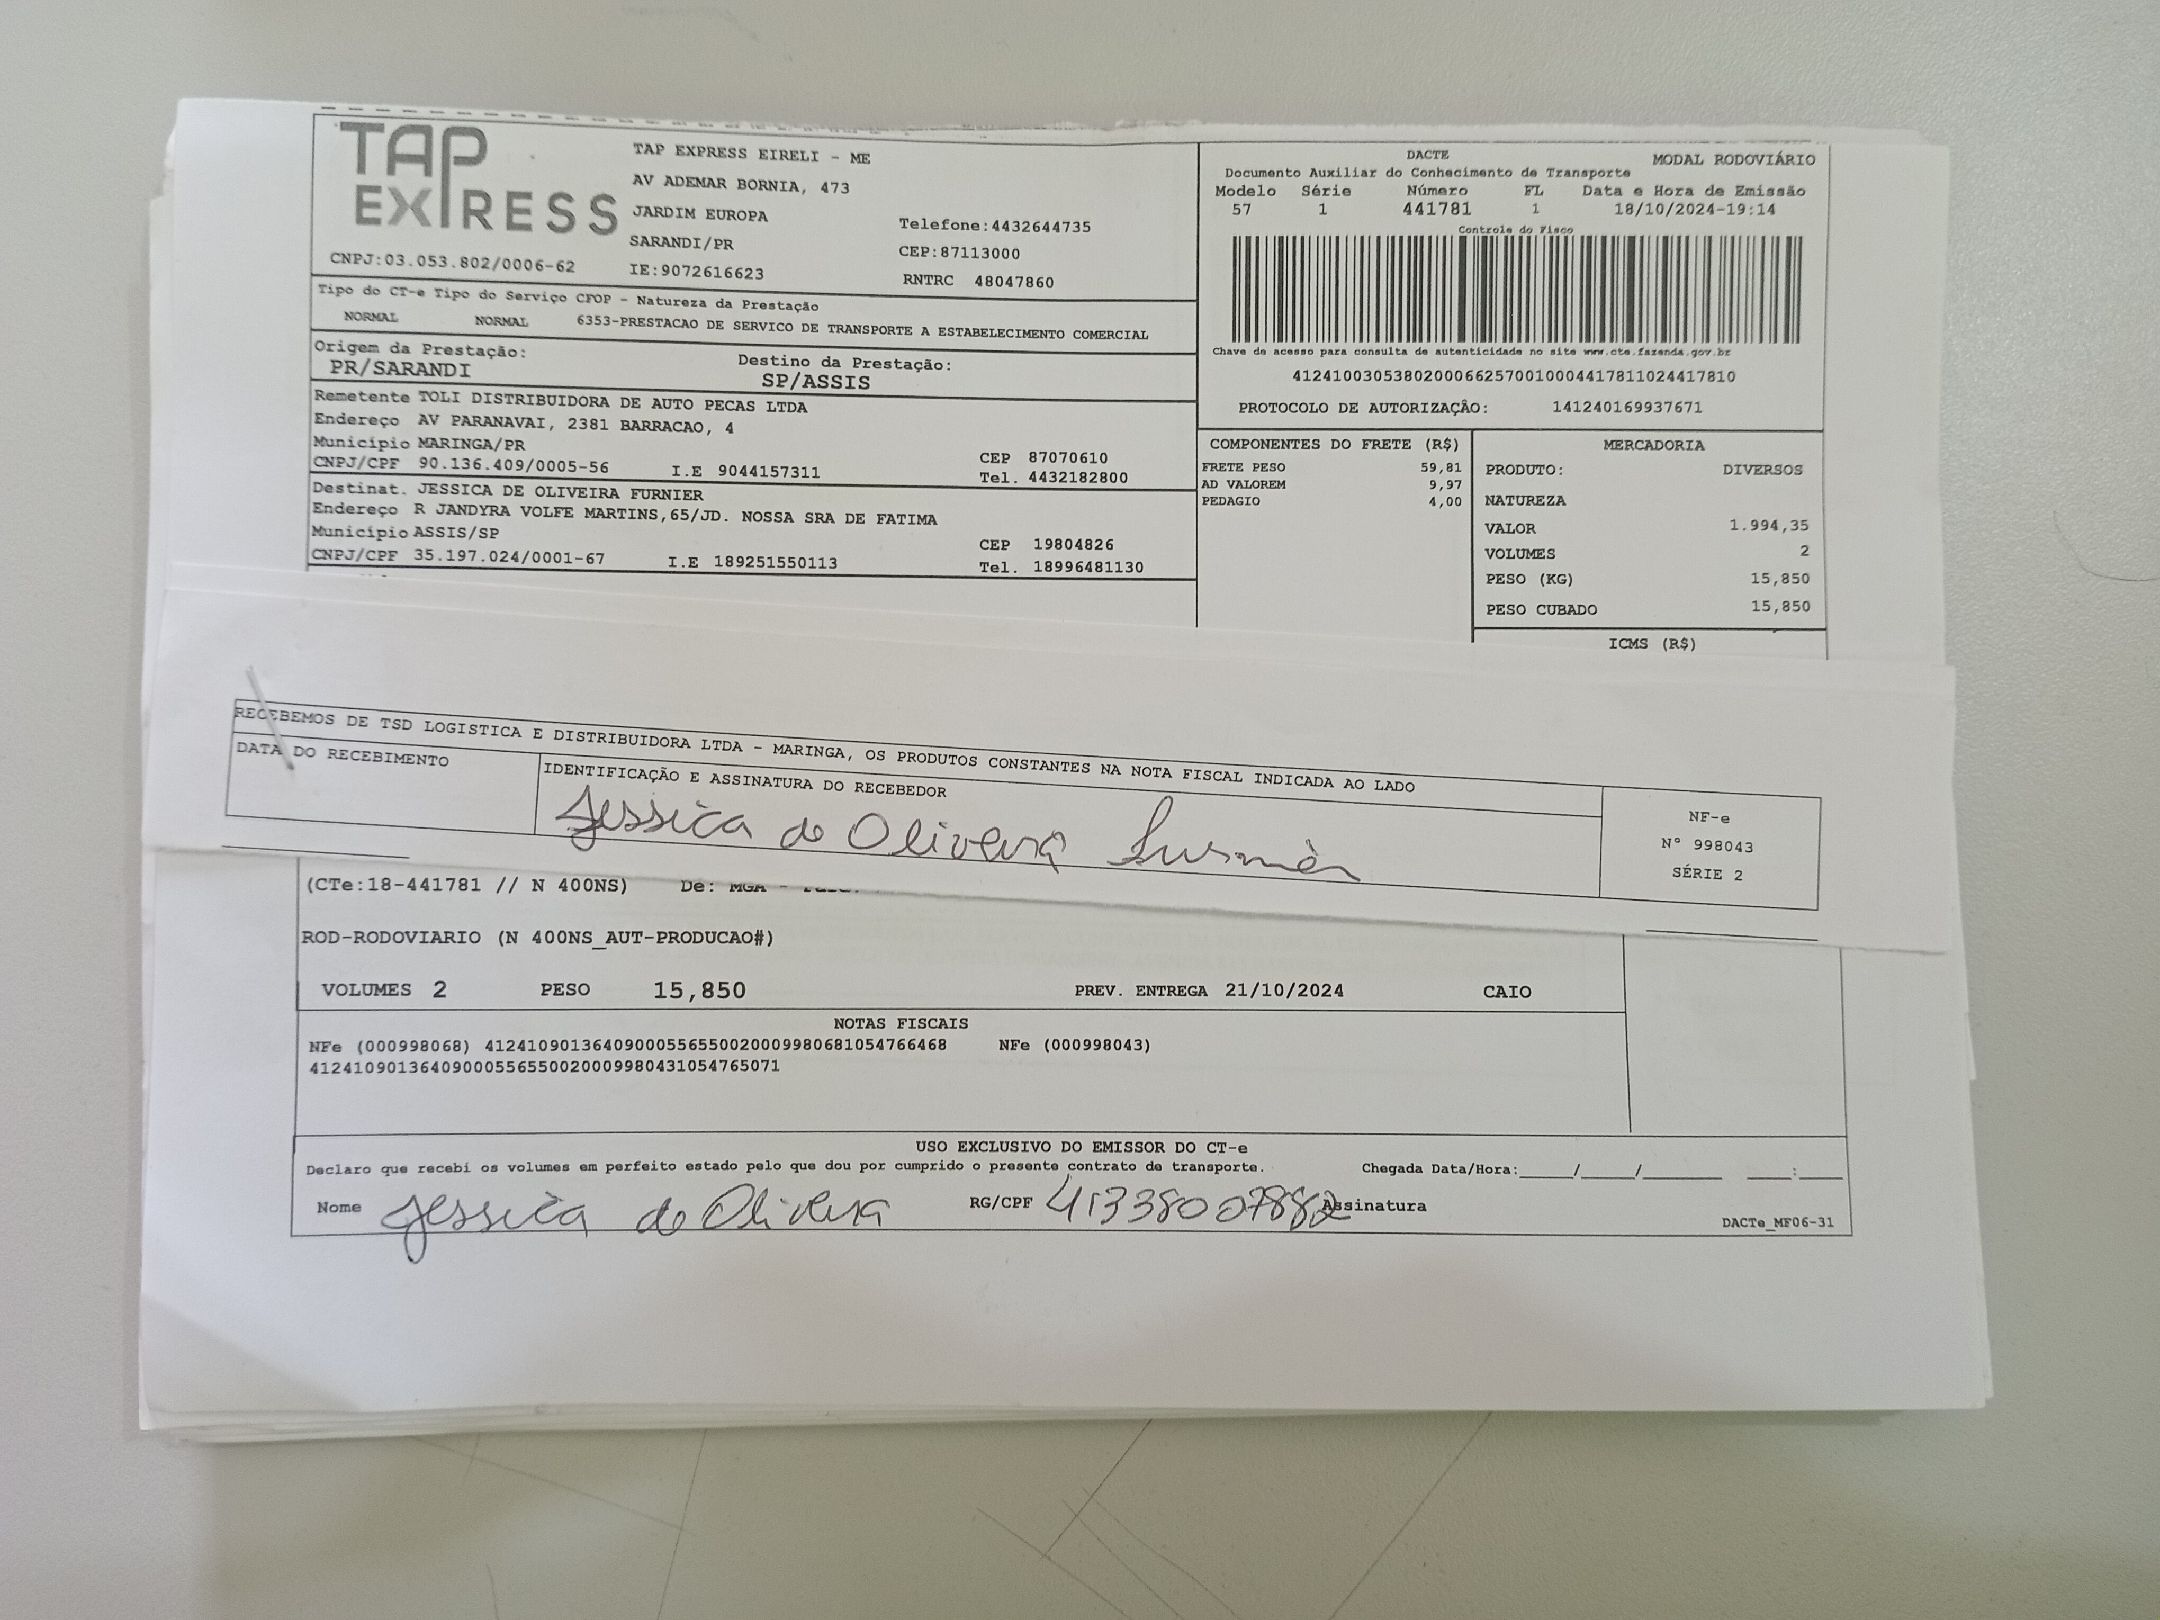 TAP EXPRESS
TAP EXPRESS EIRELI - ME
AV ADEMAR BORNIA, 473
JARDIM EUROPA
SARANDI/PR
IE:9072616623
Telefone:4432644735
CEP:87113000
RNTRC 48047860
CNPJ:03.053.802/0006-62
DACTE
MODAL RODOVIÁRIO
Documento Auxiliar do Conhecimento de Transporte
Modelo Série Número FL Data e Hora de Emissão
57 1 441781 1 18/10/2024-19:14
Controle do Fisco
Chave de acesso para consulta de autenticidade no site www.cte.fazenda.gov.br
41241003053802000662570010004417811024417810
PROTOCOLO DE AUTORIZAÇÂO: 141240169937671
Tipo do CT-e Tipo do Serviço CFOP - Natureza da Prestação
NORMAL NORMAL 6353-PRESTACAO DE SERVICO DE TRANSPORTE A ESTABELECIMENTO COMERCIAL
Origem da Prestação: Destino da Prestação:
PR/SARANDI SP/ASSIS
Remetente TOLI DISTRIBUIDORA DE AUTO PECAS LTDA
Endereço AV PARANAVAI, 2381 BARRACAO, 4
Município MARINGA/PR CEP 87070610
CNPJ/CPF 90.136.409/0005-56 I.E 9044157311 Tel. 4432182800
Destinat. JESSICA DE OLIVEIRA FURNIER
Endereço R JANDYRA VOLFE MARTINS,65/JD. NOSSA SRA DE FATIMA
Município ASSIS/SP CEP 19804826
CNPJ/CPF 35.197.024/0001-67 I.E 189251550113 Tel. 18996481130
COMPONENTES DO FRETE (R$)
FRETE PESO 59,81
AD VALOREM 9,97
PEDAGIO 4,00
MERCADORIA
PRODUTO: DIVERSOS
NATUREZA
VALOR 1.994,35
VOLUMES 2
PESO (KG) 15,850
PESO CUBADO 15,850
ICMS (R$)
RECEBEMOS DE TSD LOGISTICA E DISTRIBUIDORA LTDA - MARINGA, OS PRODUTOS CONSTANTES NA NOTA FISCAL INDICADA AO LADO
DATA DO RECEBIMENTO
IDENTIFICAÇÃO E ASSINATURA DO RECEBEDOR
Jessica de Oliveira
NF-e
N° 998043
SÉRIE 2
(CTe:18-441781 // N 400NS) De: MGA -
ROD-RODOVIARIO (N 400NS_AUT-PRODUCAO#)
VOLUMES 2 PESO 15,850 PREV. ENTREGA 21/10/2024 CAIO
NOTAS FISCAIS
NFe (000998068) 41241090136409000556550020009980681054766468 NFe (000998043)
41241090136409000556550020009980431054765071
USO EXCLUSIVO DO EMISSOR DO CT-e
Declaro que recebi os volumes em perfeito estado pelo que dou por cumprido o presente contrato de transporte. Chegada Data/Hora:____/____/______ ____:____
Nome Jessica de Oliveira RG/CPF 41338007882 Assinatura
DACTe_MF06-31